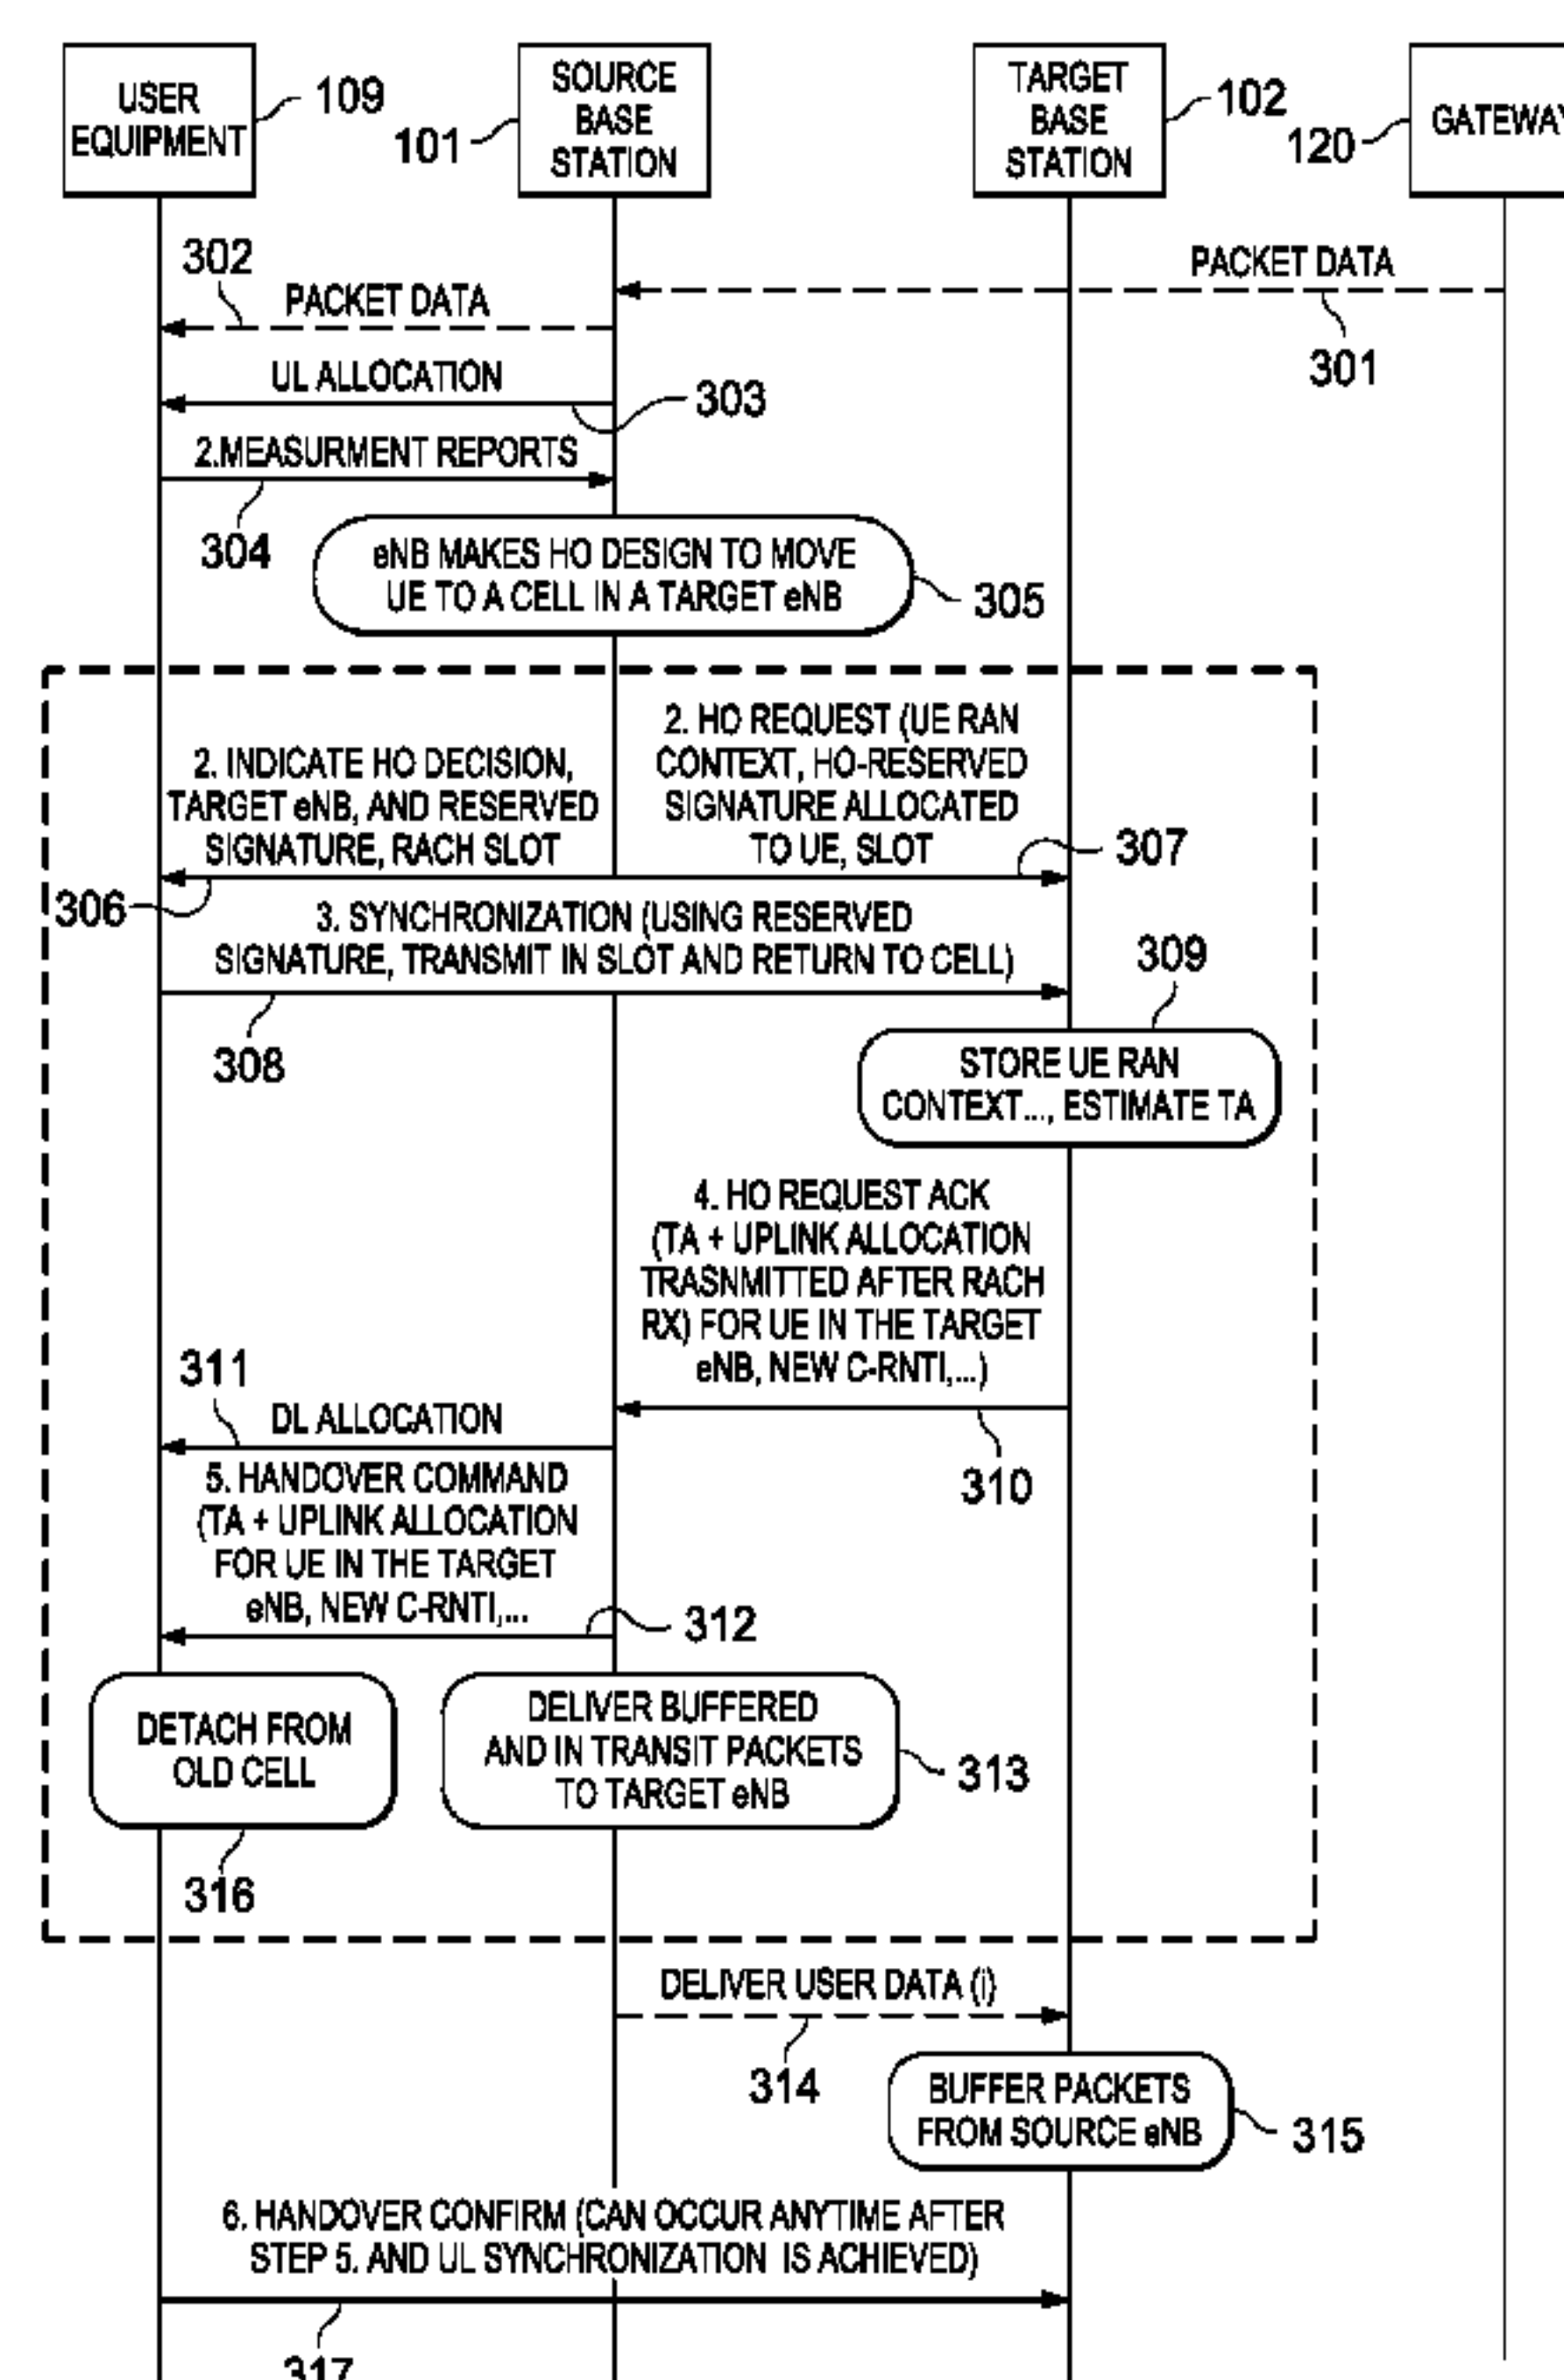 USER
EQUIPMENT
109
101
SOURCE
BASE
STATION
TARGET
BASE
STATION
102
120
GATEWAY
302
PACKET DATA
PACKET DATA
301
UL ALLOCATION
303
2.MEASURMENT REPORTS
304
eNB MAKES HO DESIGN TO MOVE
UE TO A CELL IN A TARGET eNB
305
2. INDICATE HO DECISION,
TARGET eNB, AND RESERVED
SIGNATURE, RACH SLOT
306
2. HO REQUEST (UE RAN
CONTEXT, HO-RESERVED
SIGNATURE ALLOCATED
TO UE, SLOT
307
3. SYNCHRONIZATION (USING RESERVED
SIGNATURE, TRANSMIT IN SLOT AND RETURN TO CELL)
308
309
STORE UE RAN
CONTEXT..., ESTIMATE TA
4. HO REQUEST ACK
(TA + UPLINK ALLOCATION
TRASNMITTED AFTER RACH
RX) FOR UE IN THE TARGET
eNB, NEW C-RNTI,...)
310
311
DL ALLOCATION
5. HANDOVER COMMAND
(TA + UPLINK ALLOCATION
FOR UE IN THE TARGET
eNB, NEW C-RNTI,...
312
DETACH FROM
OLD CELL
316
DELIVER BUFFERED
AND IN TRANSIT PACKETS
TO TARGET eNB
313
DELIVER USER DATA (i)
314
BUFFER PACKETS
FROM SOURCE eNB
315
6. HANDOVER CONFIRM (CAN OCCUR ANYTIME AFTER
STEP 5. AND UL SYNCHRONIZATION IS ACHIEVED)
317